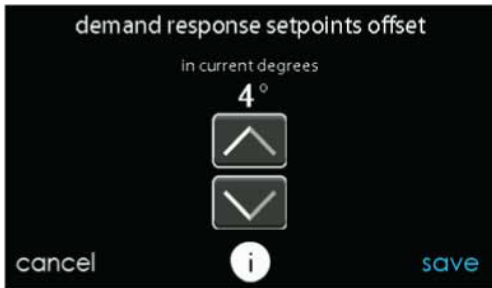 demand response setpoints offset
in current degrees
4°
cancel
i
save